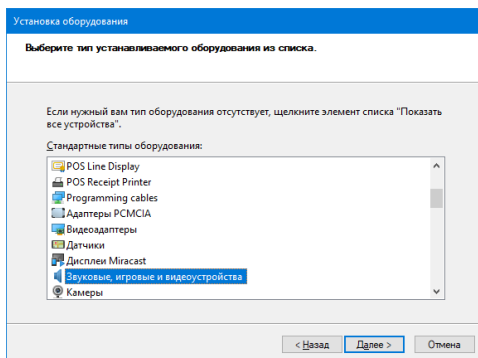 Установка оборудования
Выберите тип устанавливаемого оборудования из списка.
Если нужный вам тип оборудования отсутствует, щелкните элемент списка "Показать
все устройства".
Стандартные типы оборудования:
POS Line Display
POS Receipt Printer
Programming cables
Адаптеры PCMCIA
Видеоадаптеры
Датчики
Дисплеи Miracast
Звуковые, игровые и видеоустройства
Камеры
< Назад Далее > Отмена